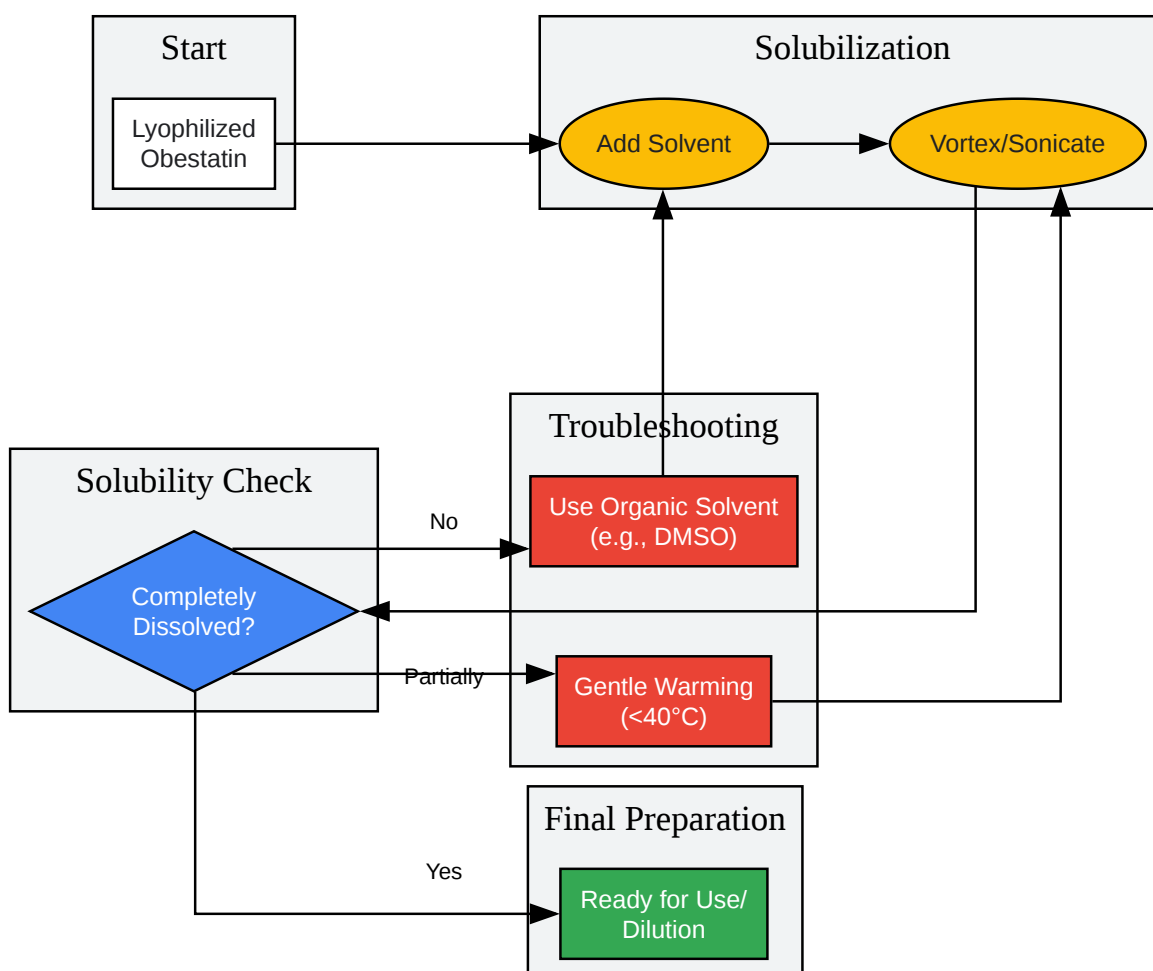 Start
Lyophilized
Obestatin
Solubilization
Add Solvent
Vortex/Sonicate
Troubleshooting
Use Organic Solvent
(e.g., DMSO)
Gentle Warming
(<40°C)
Solubility Check
Completely
Dissolved?
No
Partially
Yes
Final Preparation
Ready for Use/
Dilution